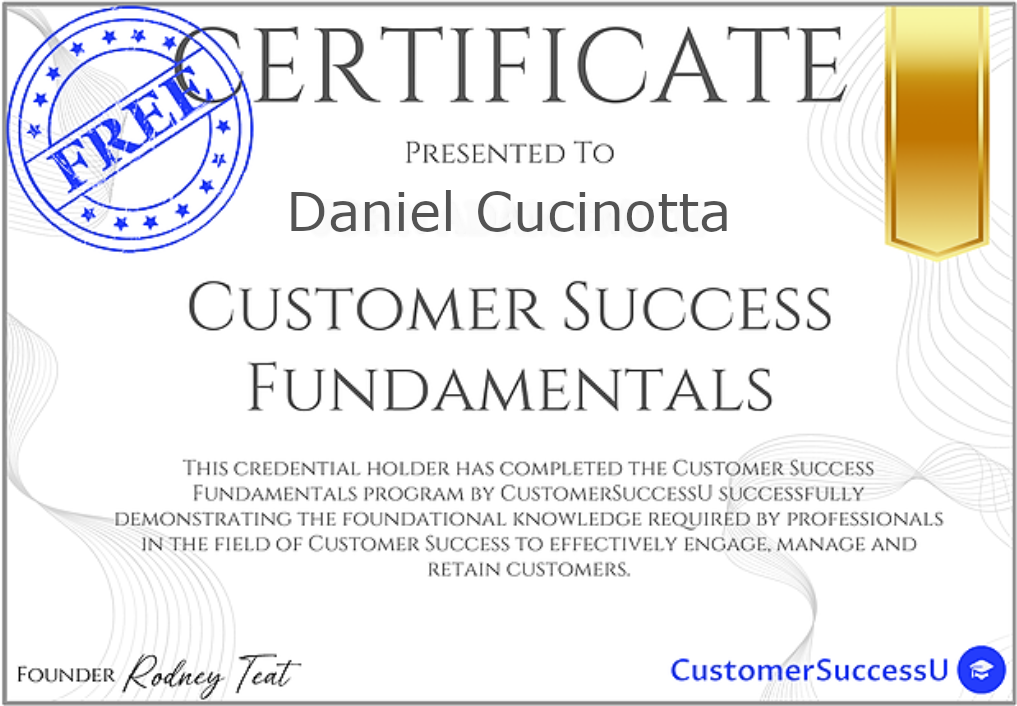 CERTIFICATE
FREE
PRESENTED TO
Daniel Cucinotta
CUSTOMER SUCCESS
FUNDAMENTALS
THIS CREDENTIAL HOLDER HAS COMPLETED THE CUSTOMER SUCCESS
FUNDAMENTALS PROGRAM BY CUSTOMERSUCCESSU SUCCESSFULLY
DEMONSTRATING THE FOUNDATIONAL KNOWLEDGE REQUIRED BY PROFESSIONALS
IN THE FIELD OF CUSTOMER SUCCESS TO EFFECTIVELY ENGAGE, MANAGE AND
RETAIN CUSTOMERS.
FOUNDER Rodney Teat
CustomerSuccessU